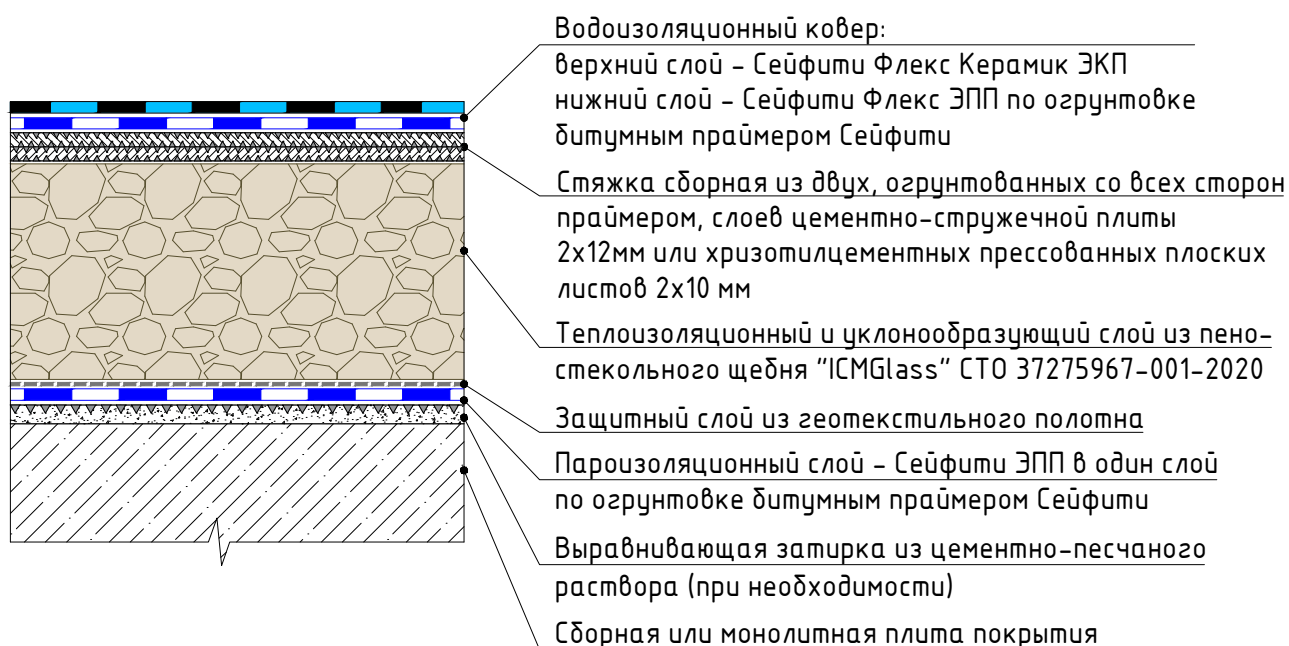 Водоизоляционный ковер:
верхний слой – Сейфити Флекс Керамик ЭКП
нижний слой – Сейфити Флекс ЭПП по огрунтовке
битумным праймером Сейфити
Стяжка сборная из двух, огрунтованных со всех сторон
праймером, слоев цементно-стружечной плиты
2х12мм или хризотилцементных прессованных плоских
листов 2х10 мм
Теплоизоляционный и уклонообразующий слой из пено-
стекольного щебня "ICMGlass" СТО 37275967-001-2020
Защитный слой из геотекстильного полотна
Пароизоляционный слой – Сейфити ЭПП в один слой
по огрунтовке битумным праймером Сейфити
Выравнивающая затирка из цементно-песчаного
раствора (при необходимости)
Сборная или монолитная плита покрытия